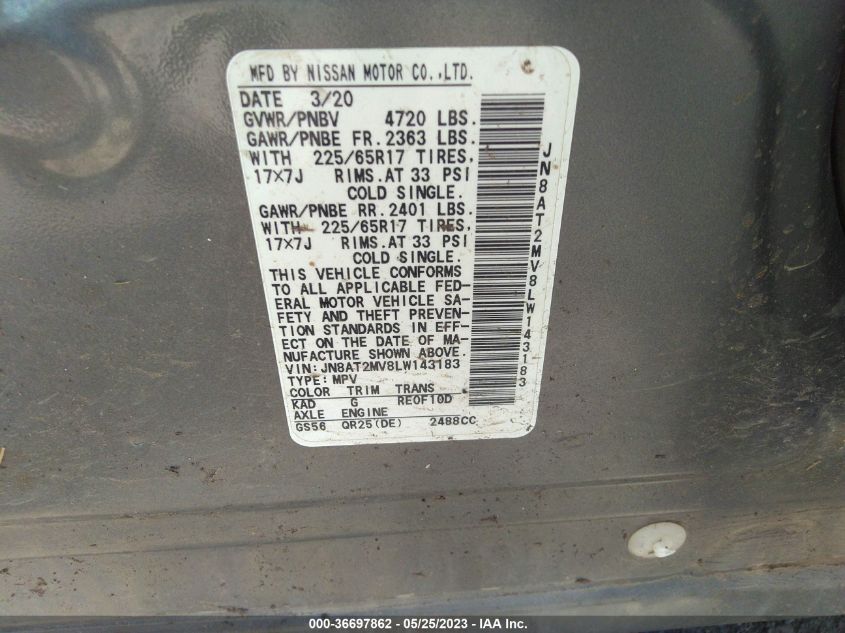 MFD BY NISSAN MOTOR CO.,LTD.
DATE 3/20
GVWR/PNBV 4720 LBS.
GAWR/PNBE FR. 2363 LBS.
WITH 225/65R17 TIRES.
17X7J RIMS. AT 33 PSI
COLD SINGLE.
GAWR/PNBE RR. 2401 LBS.
WITH 225/65R17 TIRES.
17X7J RIMS. AT 33 PSI
COLD SINGLE.
THIS VEHICLE CONFORMS
TO ALL APPLICABLE FED-
ERAL MOTOR VEHICLE SA-
FETY AND THEFT PREVEN-
TION STANDARDS IN EFF-
ECT ON THE DATE OF MA-
NUFACTURE SHOWN ABOVE.
VIN: JN8AT2MV8LW143183
TYPE: MPV
COLOR TRIM TRANS
KAD G RE0F10D
AXLE ENGINE
GS56 QR25(DE) 2488CC
JN8AT2MV8LW143183
000-36697862 - 05/25/2023 - IAA Inc.